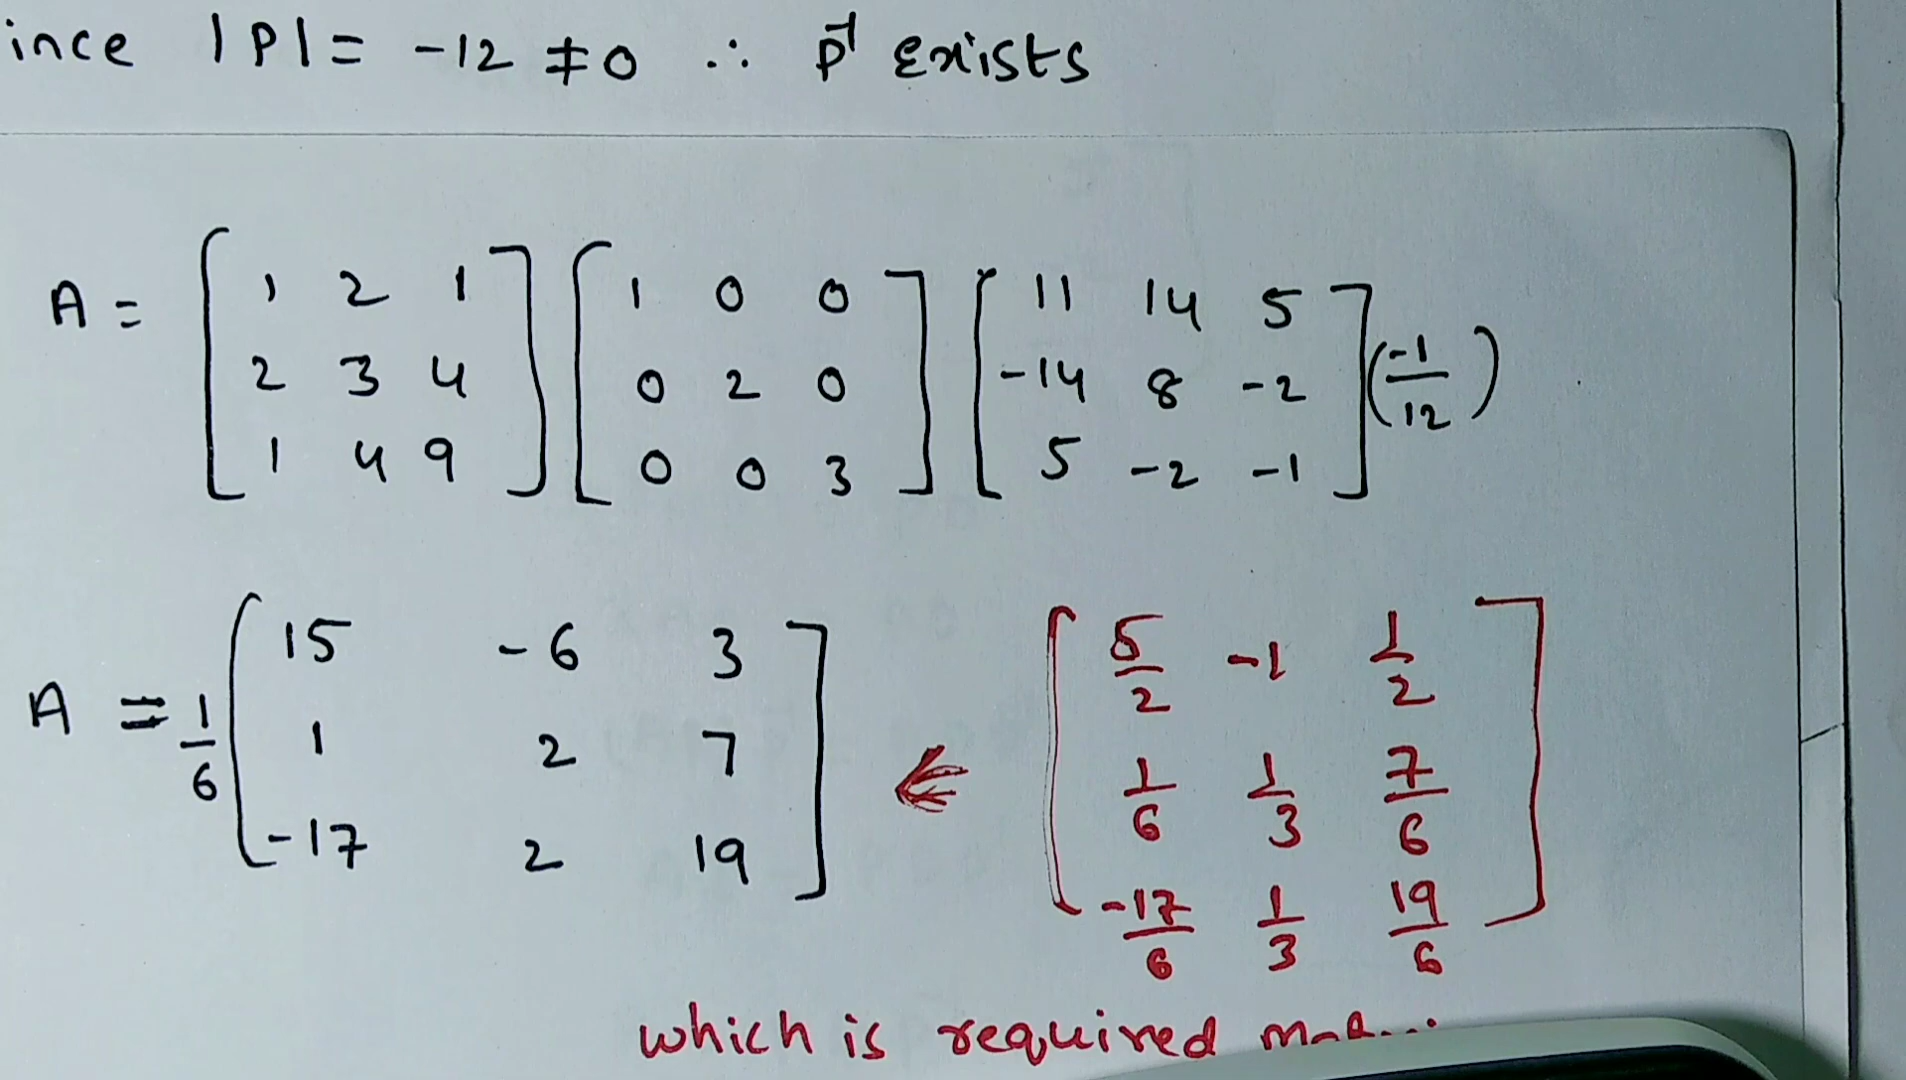 ince |P| = -12 ≠ 0 ∴ P⁻¹ exists
A = [ 1 2 1 ] [ 1 0 0 ] [ 11 14 5 ] (-1/12)
[ 2 3 4 ] [ 0 2 0 ] [ -14 8 -2 ]
[ 1 4 9 ] [ 0 0 3 ] [ 5 -2 -1 ]
A = 1/6 [ 15 -6 3 ] ⇐ [ 5/2 -1 1/2 ]
[ 1 2 7 ] [ 1/6 1/3 7/6 ]
[ -17 2 19 ] [ -17/6 1/3 19/6 ]
which is required